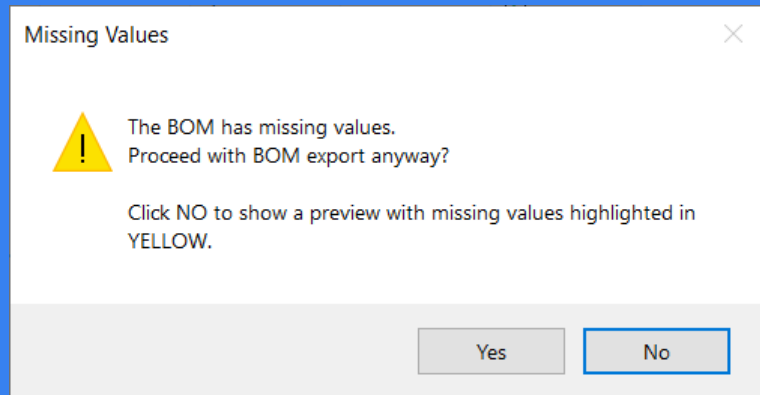 Missing Values
The BOM has missing values.
Proceed with BOM export anyway?
Click NO to show a preview with missing values highlighted in
YELLOW.
Yes
No